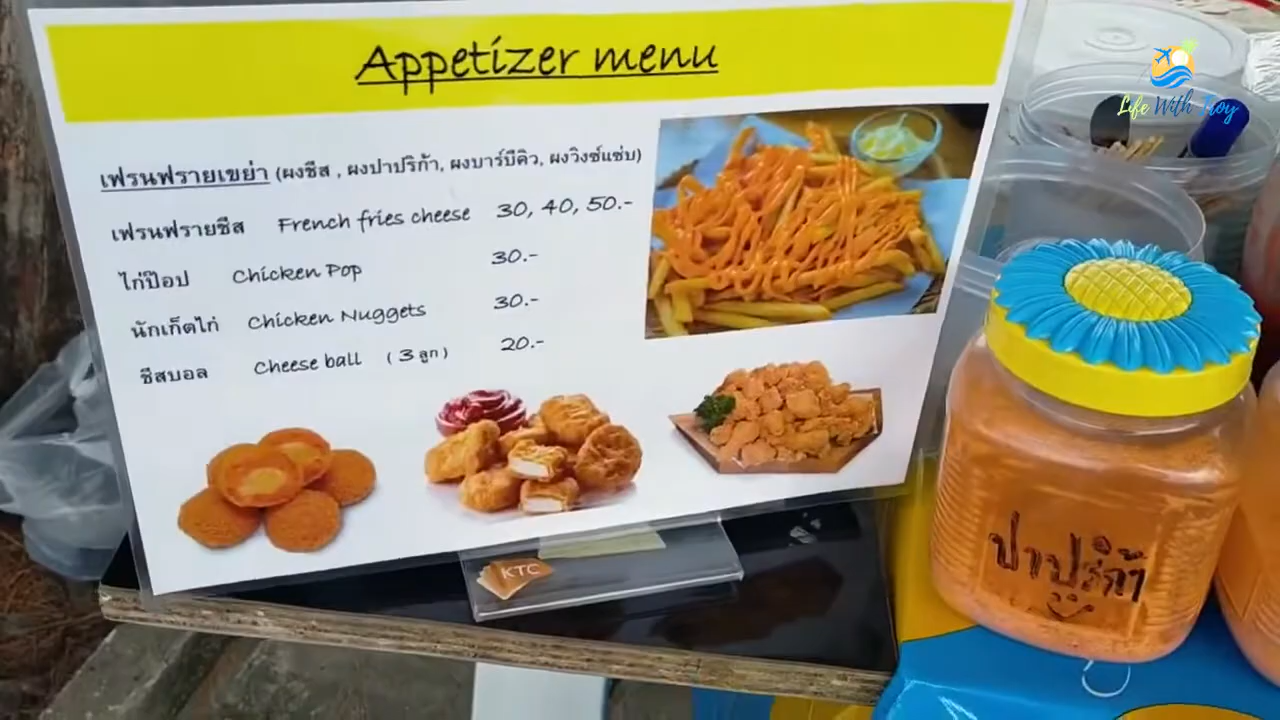 Appetizer menu
เฟรนฟรายเขย่า (ผงชีส , ผงปาปริก้า, ผงบาร์บีคิว, ผงวิงซ์แซ่บ)
เฟรนฟรายชีส French fries cheese 30, 40, 50.-
ไก่ป๊อป Chicken Pop 30.-
นักเก็ตไก่ Chicken Nuggets 30.-
ชีสบอล Cheese ball (3 ลูก) 20.-
KTC
ปาปริก้า
Life With Troy